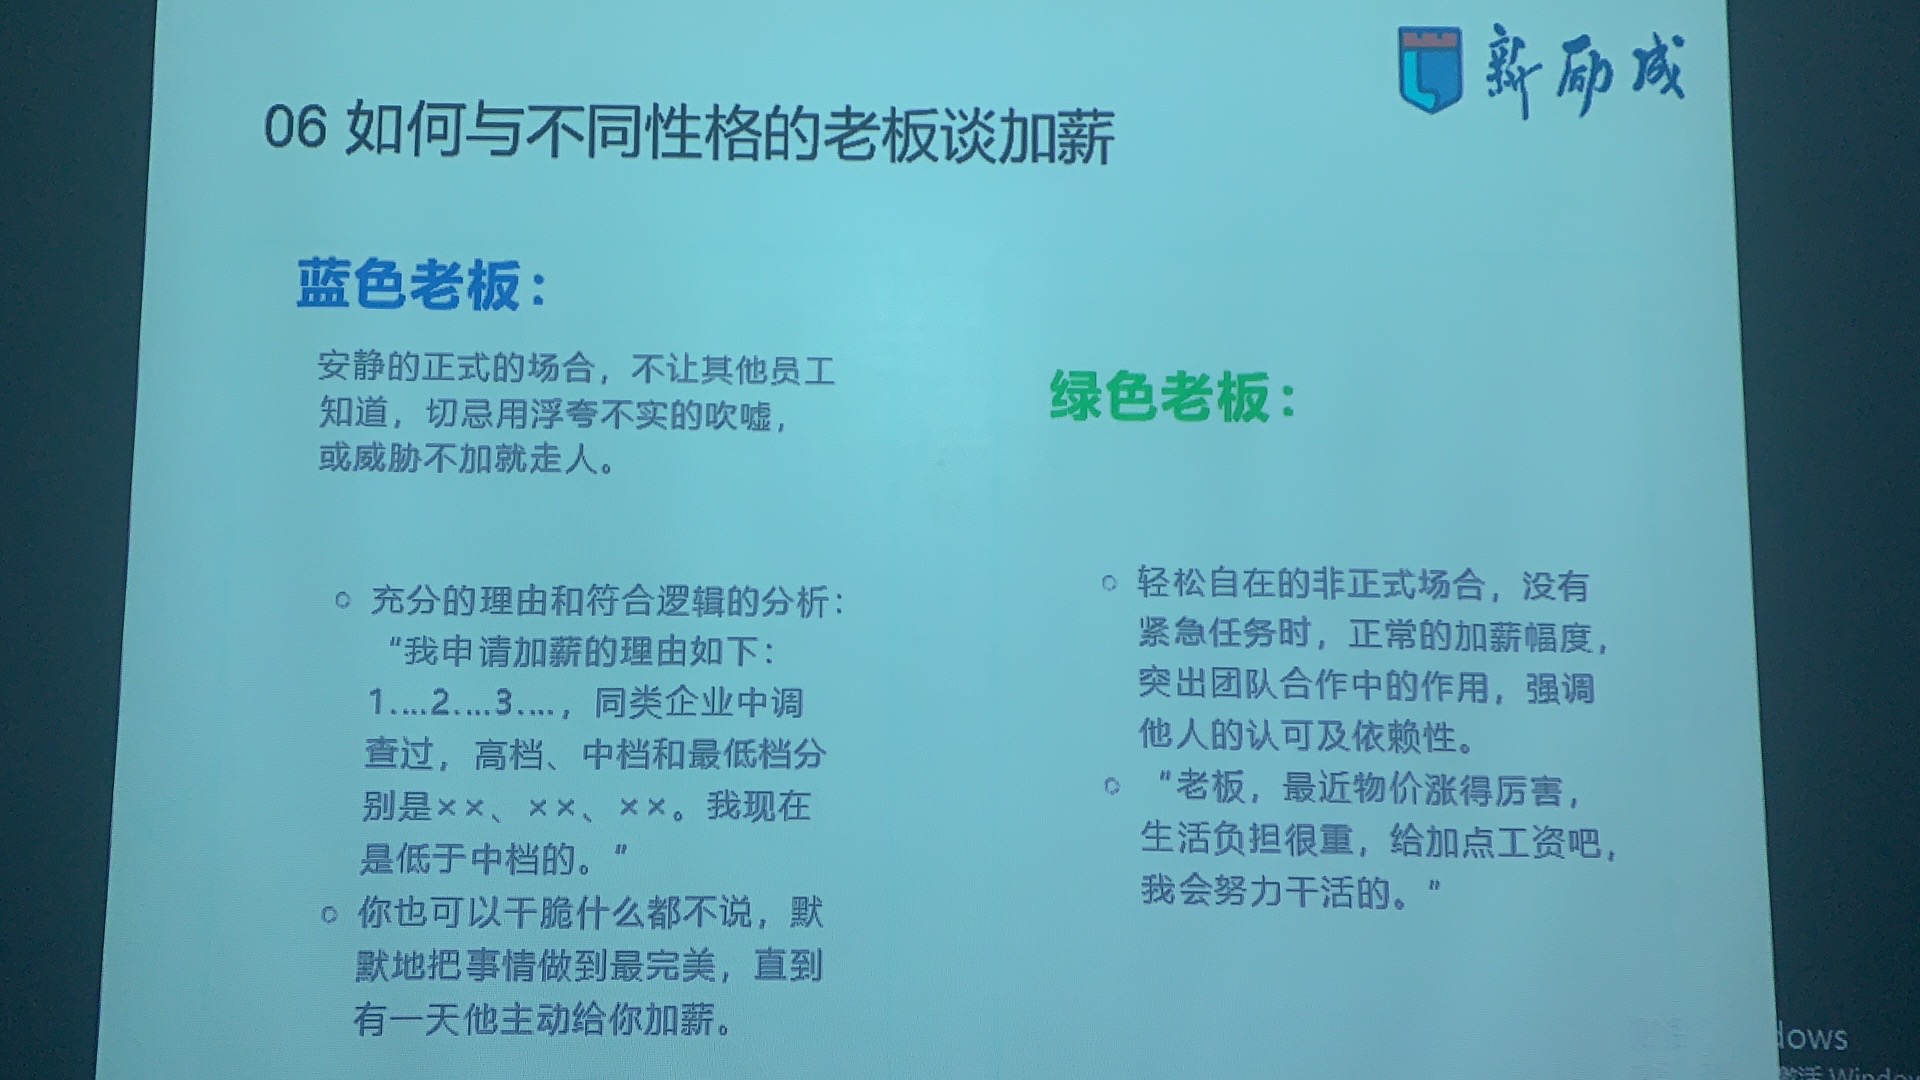 新励成
06 如何与不同性格的老板谈加薪
蓝色老板：
安静的正式的场合，不让其他员工
知道，切忌用浮夸不实的吹嘘，
或威胁不加就走人。
○ 充分的理由和符合逻辑的分析：
“我申请加薪的理由如下：
1.…2.…3.…，同类企业中调
查过，高档、中档和最低档分
别是××、××、××。我现在
是低于中档的。”
○ 你也可以干脆什么都不说，默
默地把事情做到最完美，直到
有一天他主动给你加薪。
绿色老板：
○ 轻松自在的非正式场合，没有
紧急任务时，正常的加薪幅度，
突出团队合作中的作用，强调
他人的认可及依赖性。
○ “老板，最近物价涨得厉害，
生活负担很重，给加点工资吧，
我会努力干活的。”
dows
激活 Window